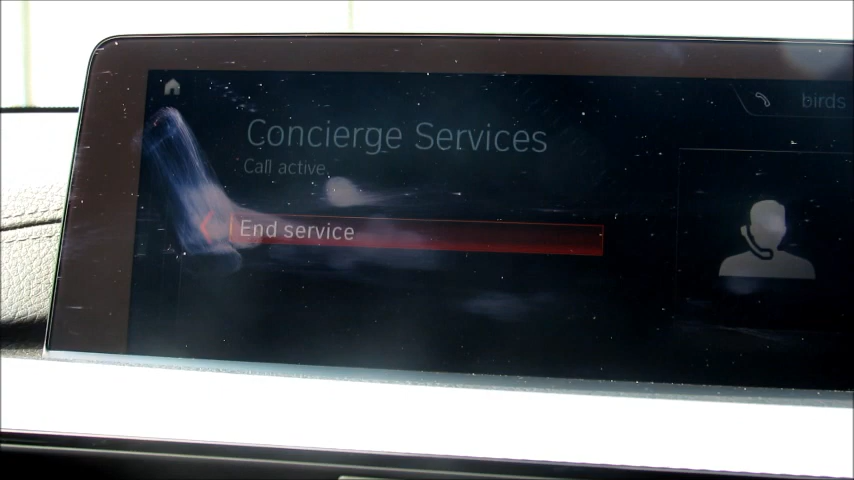 birds
Concierge Services
Call active
End service